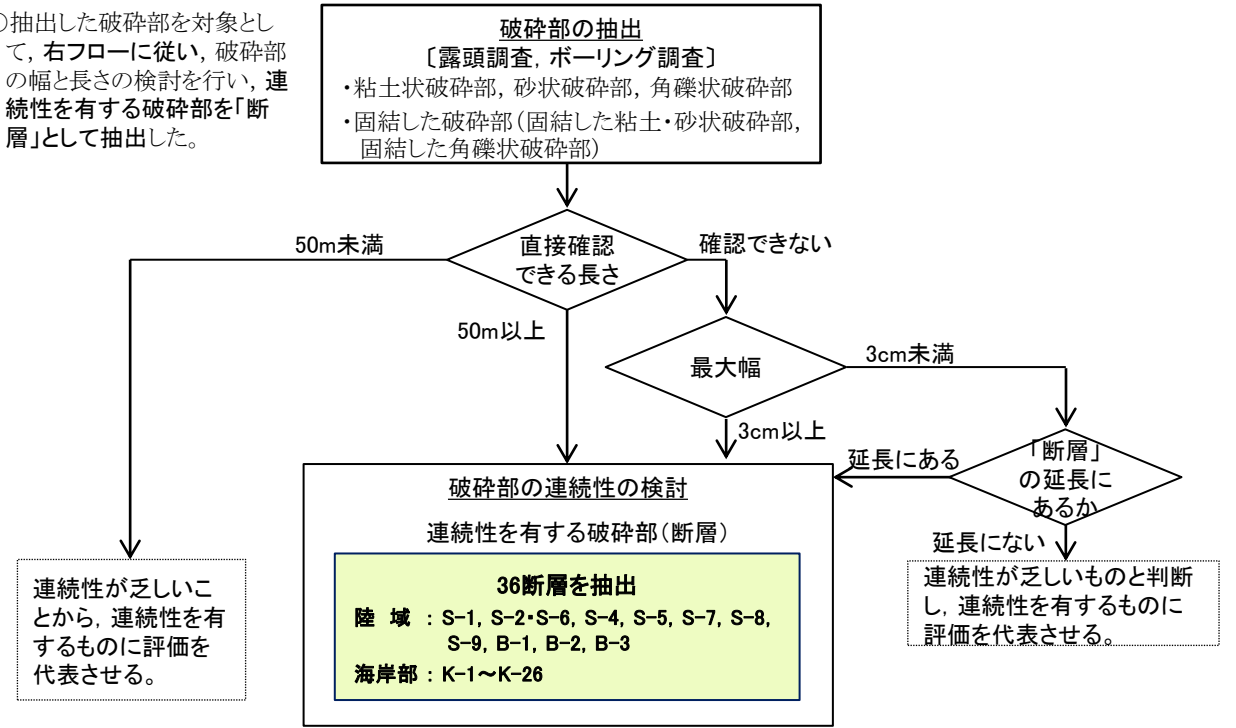 ○抽出した破砕部を対象とし
て，右フローに従い，破砕部
の幅と長さの検討を行い，連
続性を有する破砕部を「断
層」として抽出した。
破砕部の抽出
〔露頭調査，ボーリング調査〕
・粘土状破砕部，砂状破砕部，角礫状破砕部
・固結した破砕部（固結した粘土・砂状破砕部，
固結した角礫状破砕部）
50m未満
直接確認
できる長さ
確認できない
50m以上
最大幅
3cm未満
3cm以上
延長にある
「断層」
の延長に
あるか
延長にない
破砕部の連続性の検討
連続性を有する破砕部（断層）
36断層を抽出
陸 域 ： S-1，S-2・S-6，S-4，S-5，S-7，S-8，
S-9，B-1，B-2，B-3
海岸部 ： K-1～K-26
連続性が乏しいこ
とから，連続性を有
するものに評価を
代表させる。
連続性が乏しいものと判断
し，連続性を有するものに
評価を代表させる。